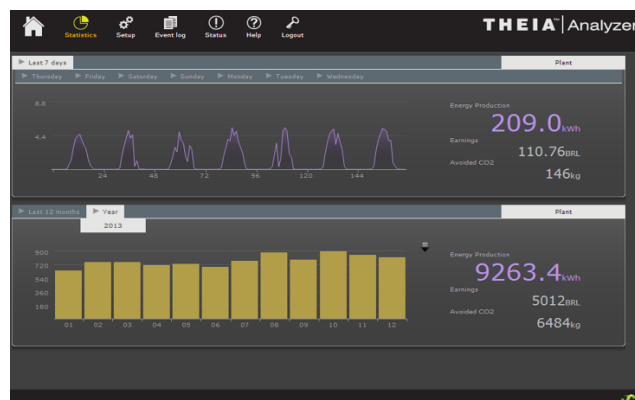 THEIA™ Analyzer
Statistics Setup Event log Status Help Logout
Last 7 days Plant
Thursday Friday Saturday Sunday Monday Tuesday Wednesday
8.8
4.4
24 48 72 96 120 144
Energy Production
209.0kWh
Earnings
110.76BRL
Avoided CO2
146kg
Last 12 months Year Plant
2013
900
720
540
360
180
01 02 03 04 05 06 07 08 09 10 11 12
Energy Production
9263.4kWh
Earnings
5012BRL
Avoided CO2
6484kg